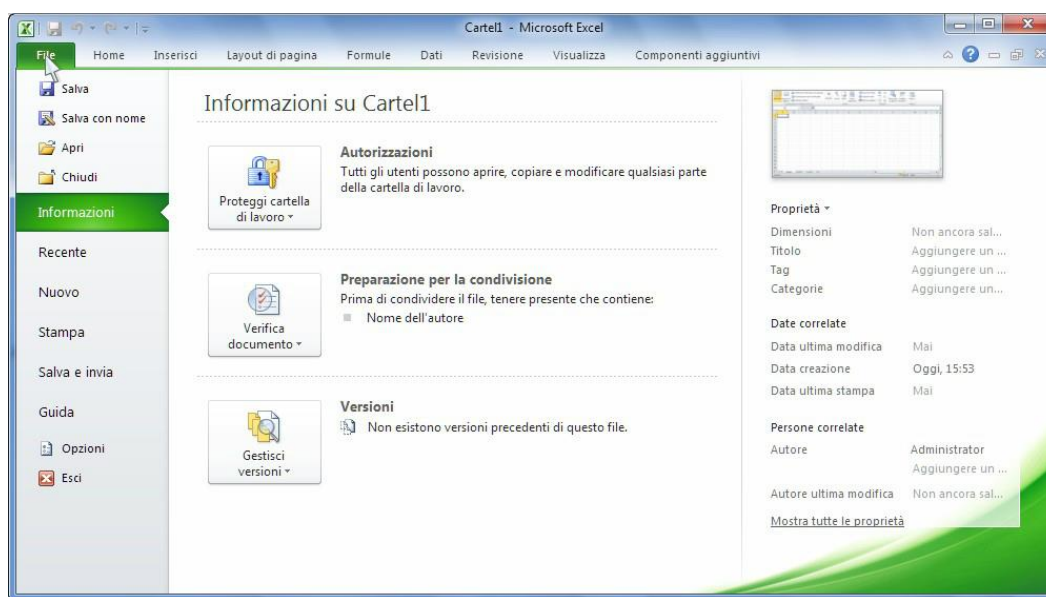 Cartel1 - Microsoft Excel
File Home Inserisci Layout di pagina Formule Dati Revisione Visualizza Componenti aggiuntivi
Salva
Salva con nome
Apri
Chiudi
Informazioni
Recente
Nuovo
Stampa
Salva e invia
Guida
Opzioni
Esci
Informazioni su Cartel1
Proteggi cartella
di lavoro
Autorizzazioni
Tutti gli utenti possono aprire, copiare e modificare qualsiasi parte
della cartella di lavoro.
Verifica
documento
Preparazione per la condivisione
Prima di condividere il file, tenere presente che contiene:
Nome dell'autore
Gestisci
versioni
Versioni
Non esistono versioni precedenti di questo file.
Proprietà
Dimensioni Non ancora sal...
Titolo Aggiungere un ...
Tag Aggiungere un ...
Categorie Aggiungere un...
Date correlate
Data ultima modifica Mai
Data creazione Oggi, 15:53
Data ultima stampa Mai
Persone correlate
Autore Administrator
Aggiungere un ...
Autore ultima modifica Non ancora sal...
Mostra tutte le proprietà